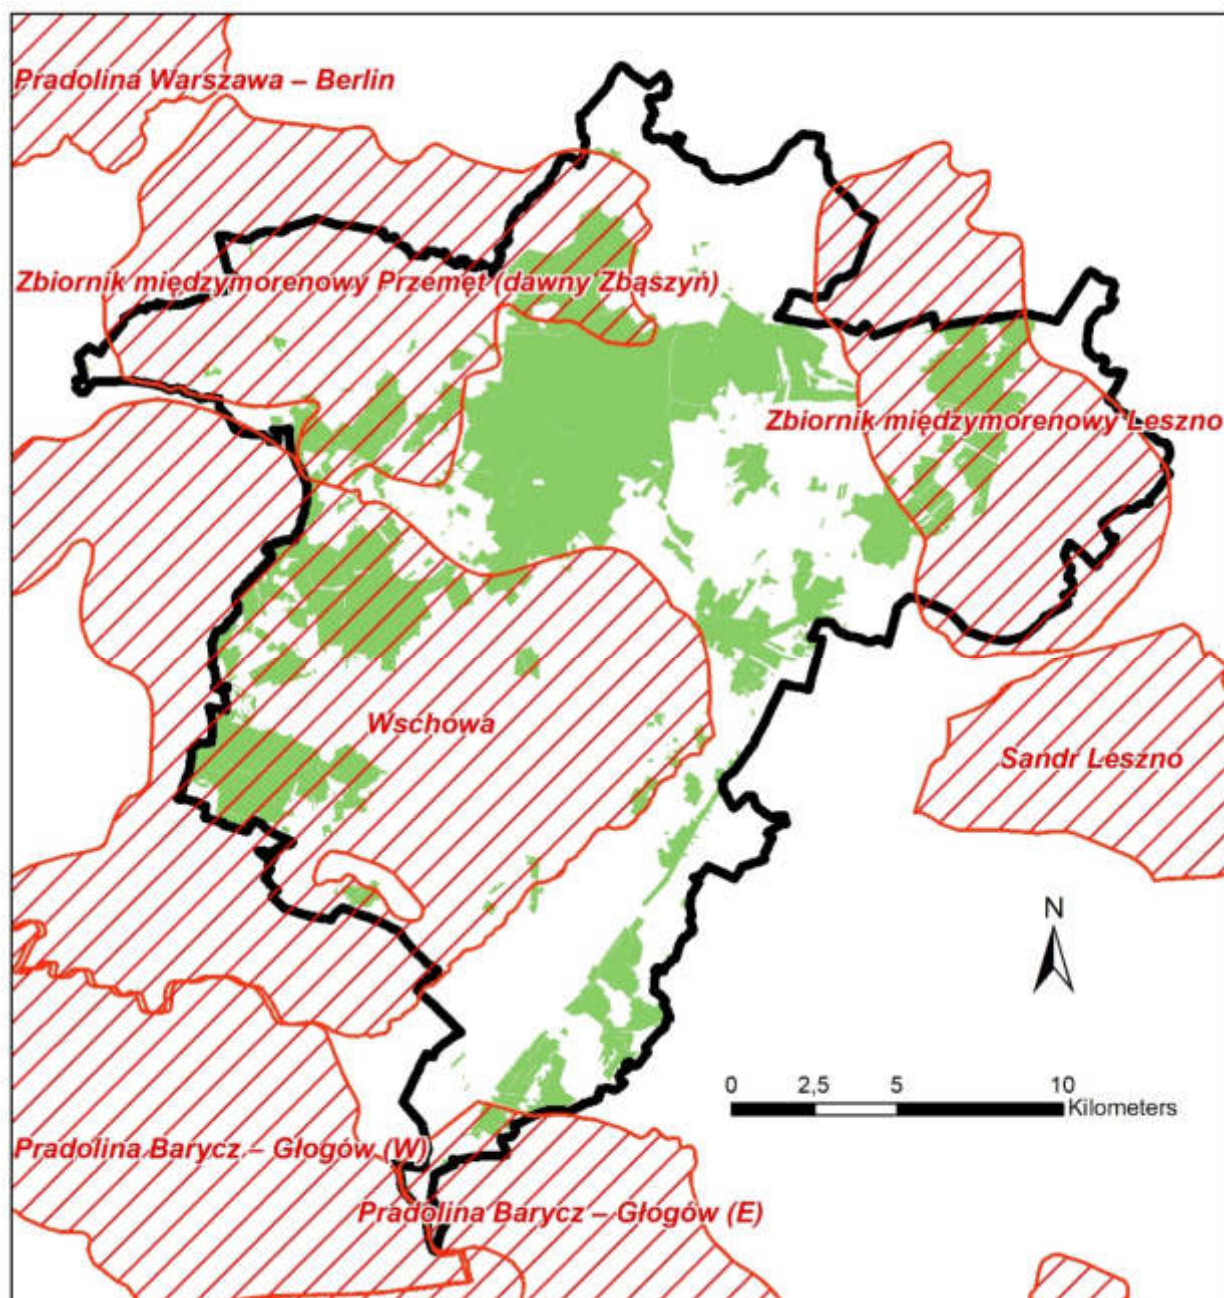 Pradolina Warszawa – Berlin
Zbiornik międzymorenowy Przemęt (dawny Zbąszyń)
Zbiornik międzymorenowy Leszno
Wschowa
Sandr Leszno
N
0 2,5 5 10
Kilometers
Pradolina Barycz – Głogów (W)
Pradolina Barycz – Głogów (E)